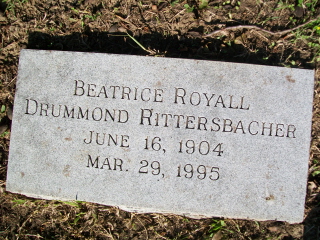 Beatrice Royall
Drummond Rittersbacher
June 16, 1904
Mar. 29, 1995